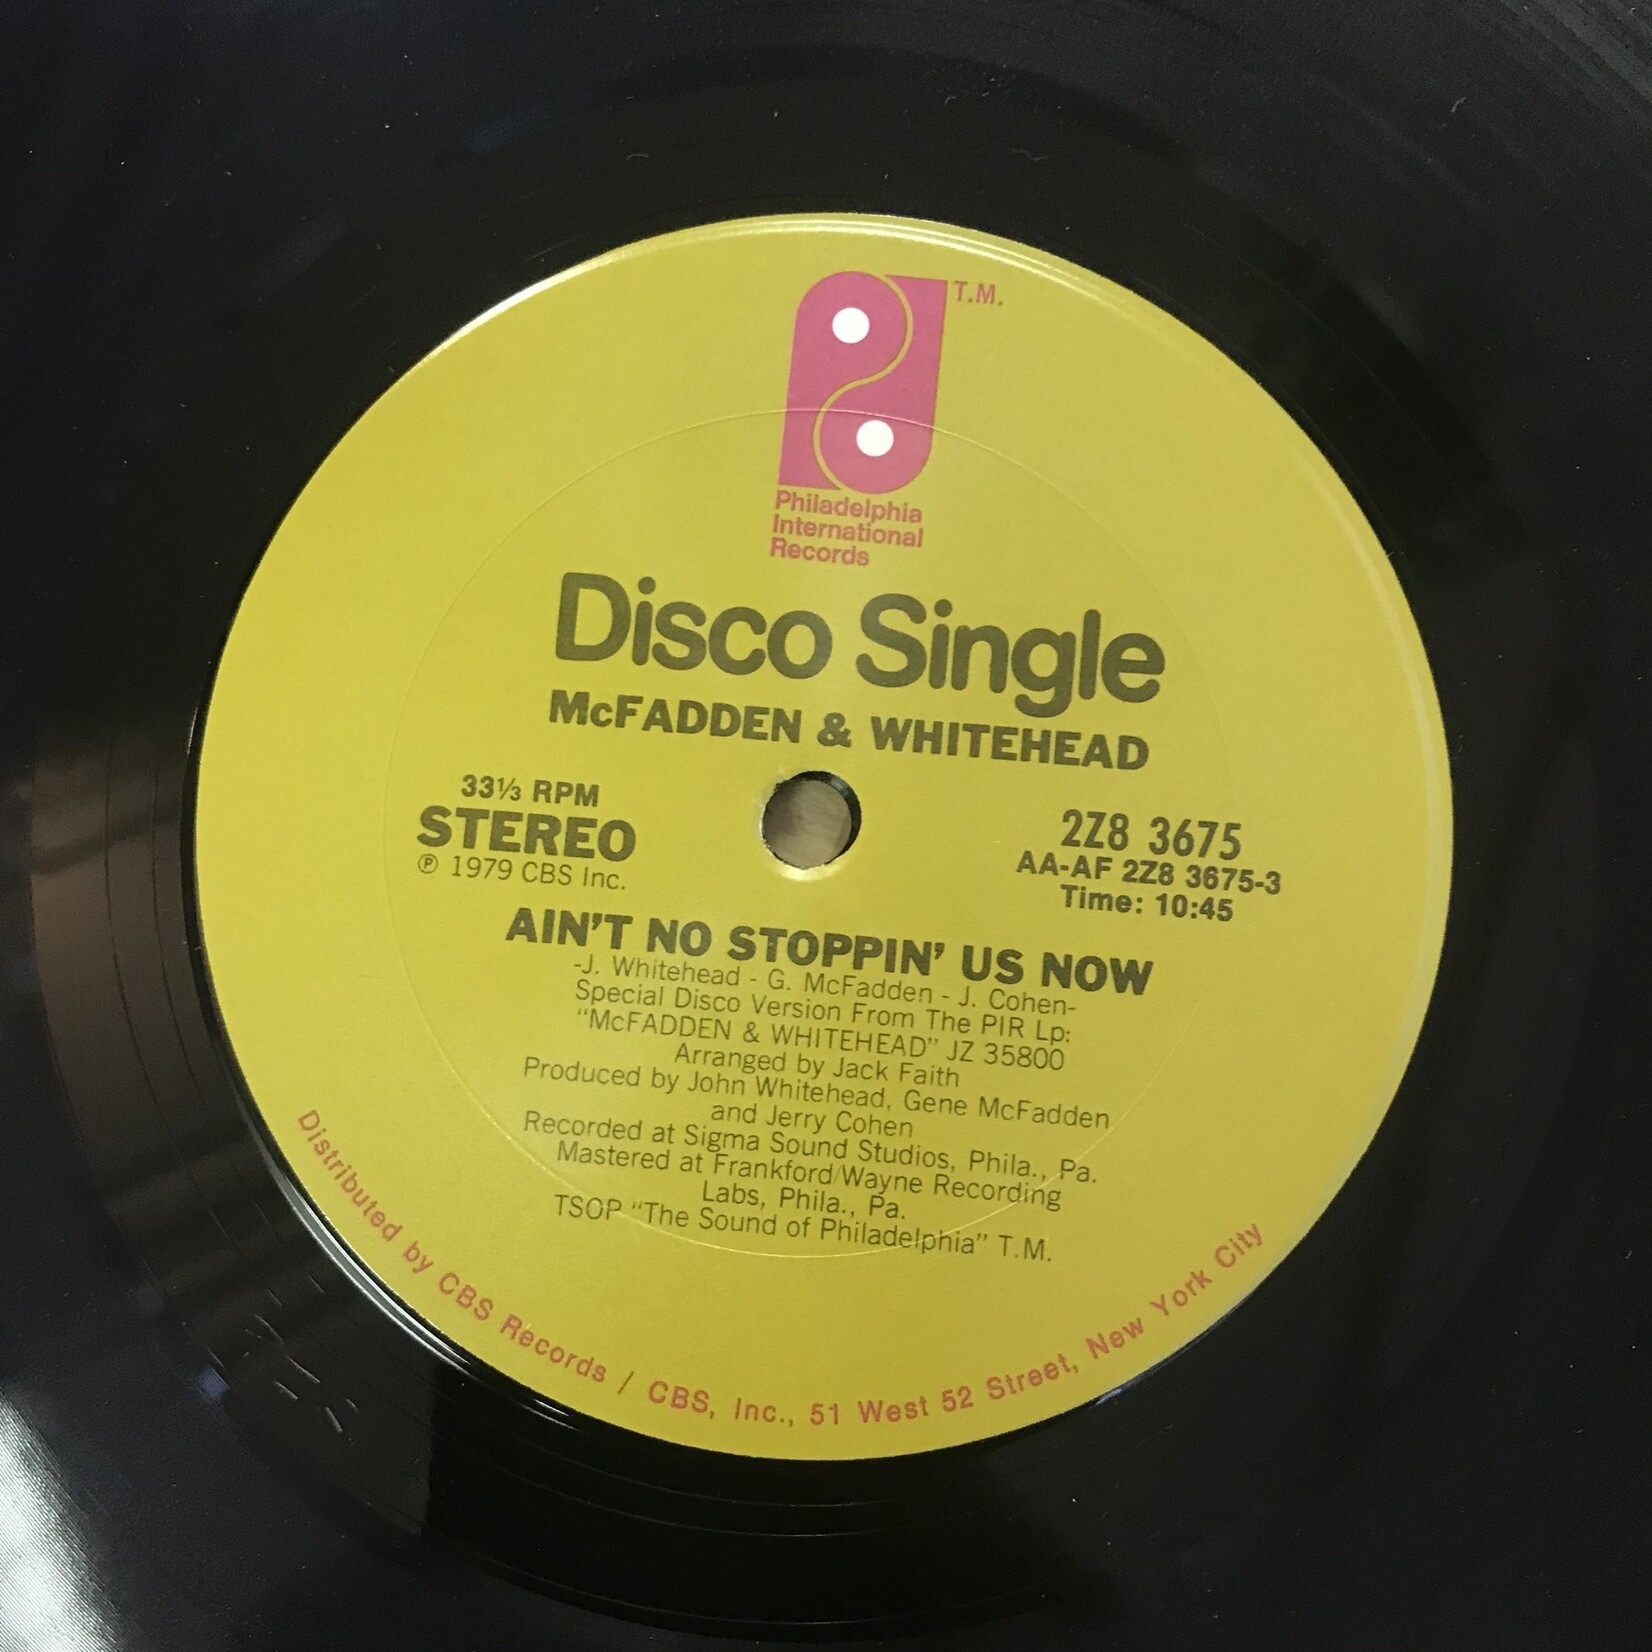 T.M.
Philadelphia
International
Records
Disco Single
McFADDEN & WHITEHEAD
33⅓ RPM
STEREO
℗ 1979 CBS Inc.
2Z8 3675
AA-AF 2Z8 3675-3
Time: 10:45
AIN'T NO STOPPIN' US NOW
-J. Whitehead - G. McFadden - J. Cohen-
Special Disco Version From The PIR Lp:
"McFADDEN & WHITEHEAD" JZ 35800
Arranged by Jack Faith
Produced by John Whitehead, Gene McFadden
and Jerry Cohen
Recorded at Sigma Sound Studios, Phila., Pa.
Mastered at Frankford/Wayne Recording
Labs, Phila., Pa.
TSOP "The Sound of Philadelphia" T.M.
Distributed by CBS Records / CBS, Inc., 51 West 52 Street, New York City